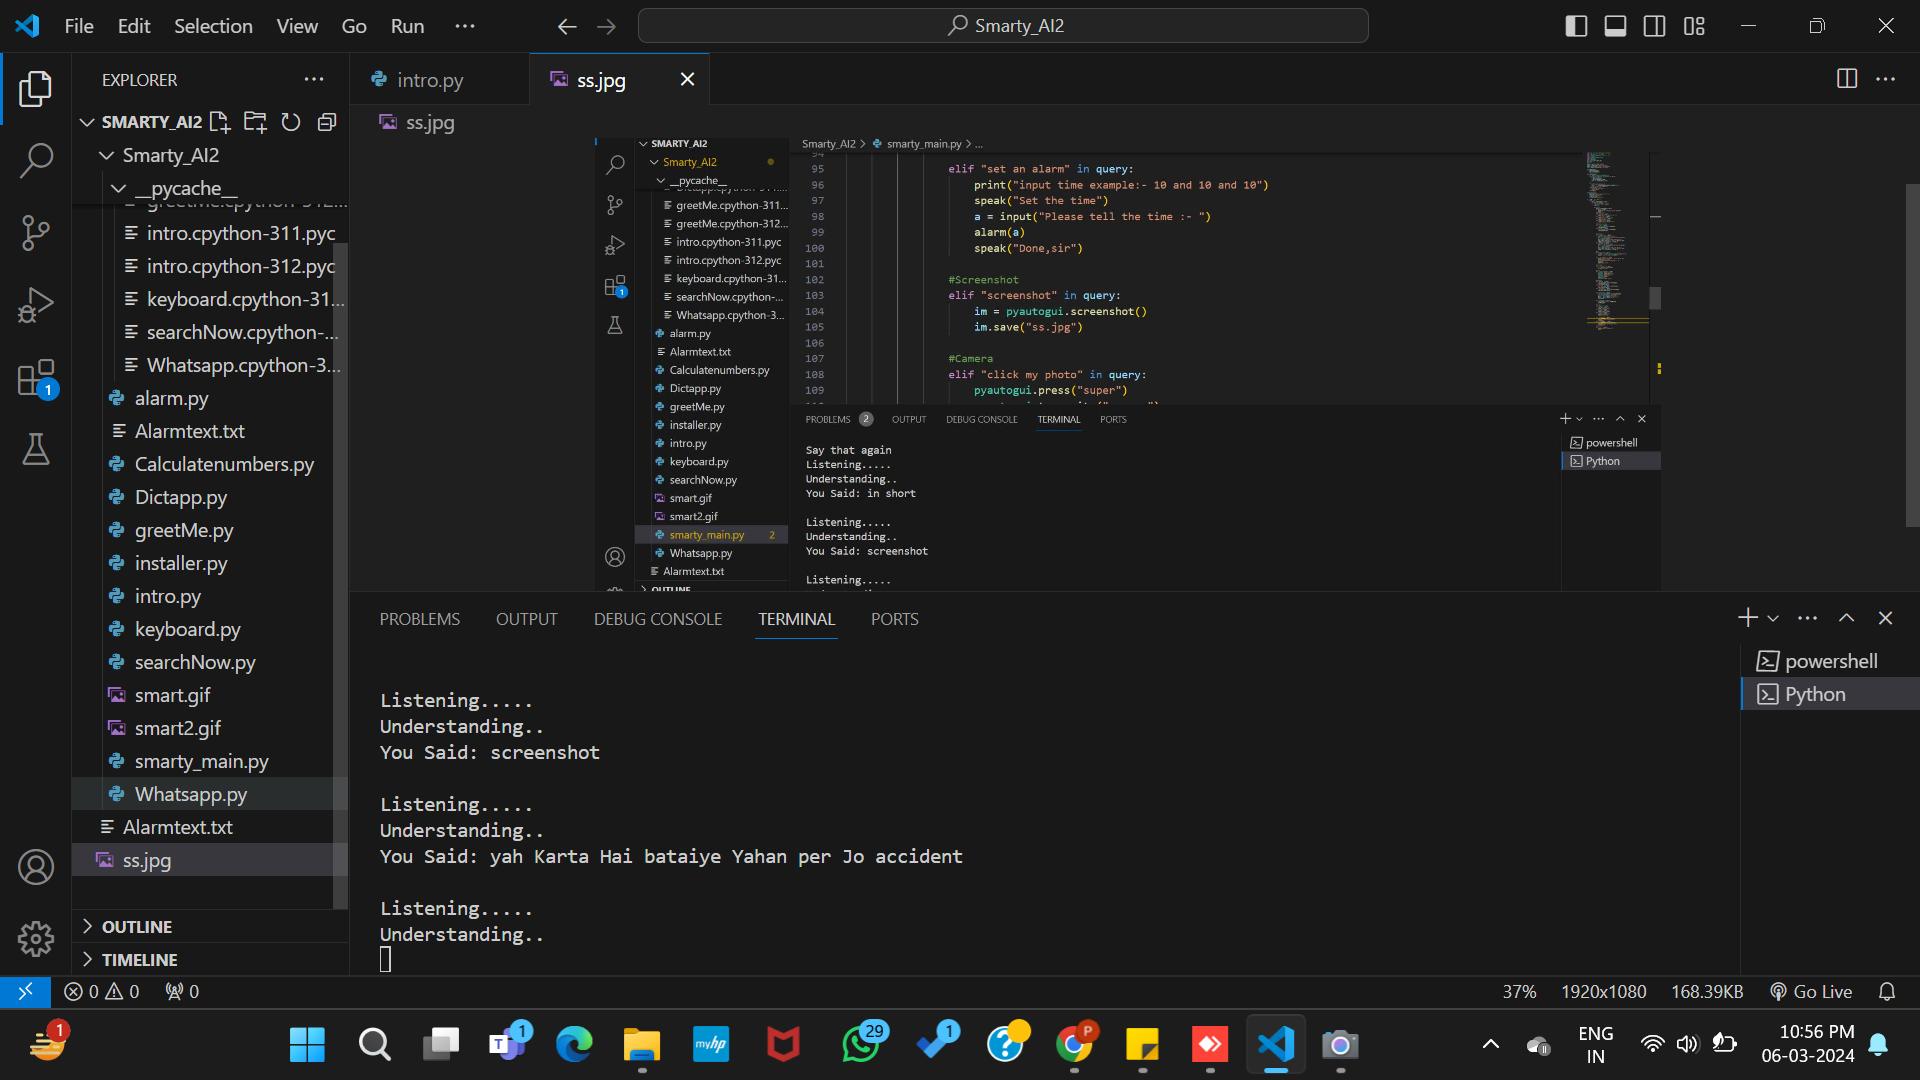 File Edit Selection View Go Run ···
Smarty_AI2
EXPLORER
intro.py
ss.jpg
SMARTY_AI2
ss.jpg
Smarty_AI2
__pycache__
intro.cpython-311.pyc
intro.cpython-312.pyc
keyboard.cpython-31...
searchNow.cpython-...
Whatsapp.cpython-3...
alarm.py
Alarmtext.txt
Calculatenumbers.py
Dictapp.py
greetMe.py
installer.py
intro.py
keyboard.py
searchNow.py
smart.gif
smart2.gif
smarty_main.py
Whatsapp.py
Alarmtext.txt
ss.jpg
OUTLINE
TIMELINE
1
SMARTY_AI2
Smarty_AI2
__pycache__
greetMe.cpython-311...
greetMe.cpython-312...
intro.cpython-311.pyc
intro.cpython-312.pyc
keyboard.cpython-31...
searchNow.cpython-...
Whatsapp.cpython-3...
alarm.py
Alarmtext.txt
Calculatenumbers.py
Dictapp.py
greetMe.py
installer.py
intro.py
keyboard.py
searchNow.py
smart.gif
smart2.gif
smarty_main.py 2
Whatsapp.py
Alarmtext.txt
OUTLINE
1
Smarty_AI2 > smarty_main.py > ...
94
95 elif "set an alarm" in query:
96 print("input time example:- 10 and 10 and 10")
97 speak("Set the time")
98 a = input("Please tell the time :- ")
99 alarm(a)
100 speak("Done,sir")
101
102 #Screenshot
103 elif "screenshot" in query:
104 im = pyautogui.screenshot()
105 im.save("ss.jpg")
106
107 #Camera
108 elif "click my photo" in query:
109 pyautogui.press("super")
PROBLEMS 2 OUTPUT DEBUG CONSOLE TERMINAL PORTS
Say that again
Listening.....
Understanding..
You Said: in short
Listening.....
Understanding..
You Said: screenshot
Listening.....
powershell
Python
PROBLEMS OUTPUT DEBUG CONSOLE TERMINAL PORTS
Listening.....
Understanding..
You Said: screenshot
Listening.....
Understanding..
You Said: yah Karta Hai bataiye Yahan per Jo accident
Listening.....
Understanding..
powershell
Python
0 0 0
37% 1920x1080 168.39KB Go Live
1
T 1
myhp
29
1
?
P
ENG
IN
10:56 PM
06-03-2024